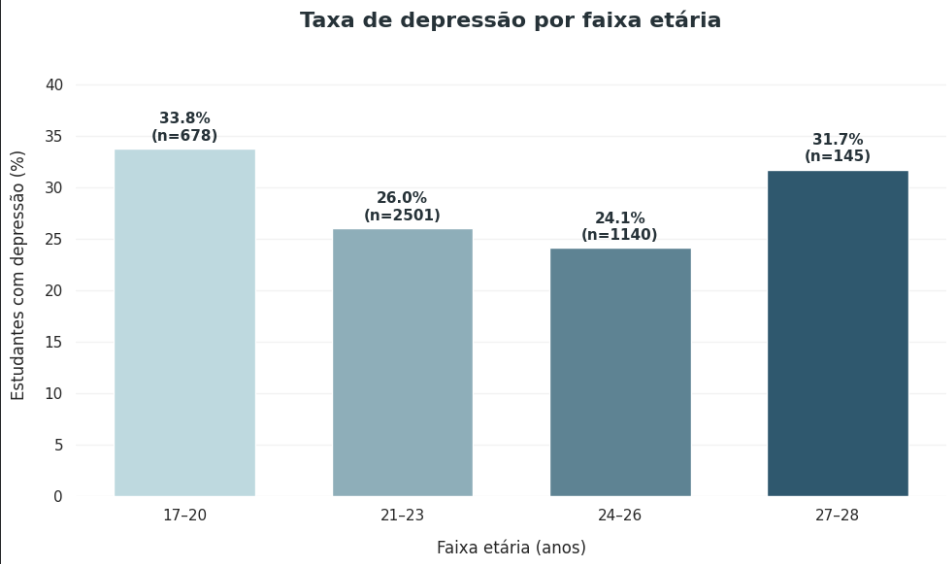 Taxa de depressão por faixa etária
Estudantes com depressão (%)
40
35
30
25
20
15
10
5
0
33.8%
(n=678)
26.0%
(n=2501)
24.1%
(n=1140)
31.7%
(n=145)
17–20
21–23
24–26
27–28
Faixa etária (anos)